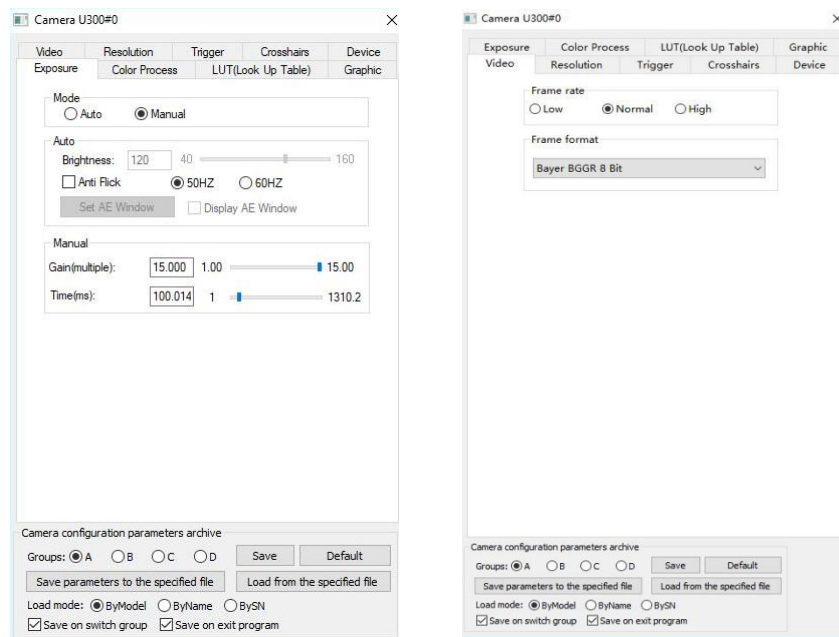 Camera U300#0
Video Resolution Trigger Crosshairs Device
Exposure Color Process LUT(Look Up Table) Graphic
Mode
Auto Manual
Auto
Brightness: 120 40 160
Anti Flick 50HZ 60HZ
Set AE Window Display AE Window
Manual
Gain(multiple): 15.000 1.00 15.00
Time(ms): 100.014 1 1310.2
Camera configuration parameters archive
Groups: A B C D Save Default
Save parameters to the specified file Load from the specified file
Load mode: ByModel ByName BySN
Save on switch group Save on exit program
Camera U300#0
Exposure Color Process LUT(Look Up Table) Graphic
Video Resolution Trigger Crosshairs Device
Frame rate
Low Normal High
Frame format
Bayer BGGR 8 Bit
Camera configuration parameters archive
Groups: A B C D Save Default
Save parameters to the specified file Load from the specified file
Load mode: ByModel ByName BySN
Save on switch group Save on exit program